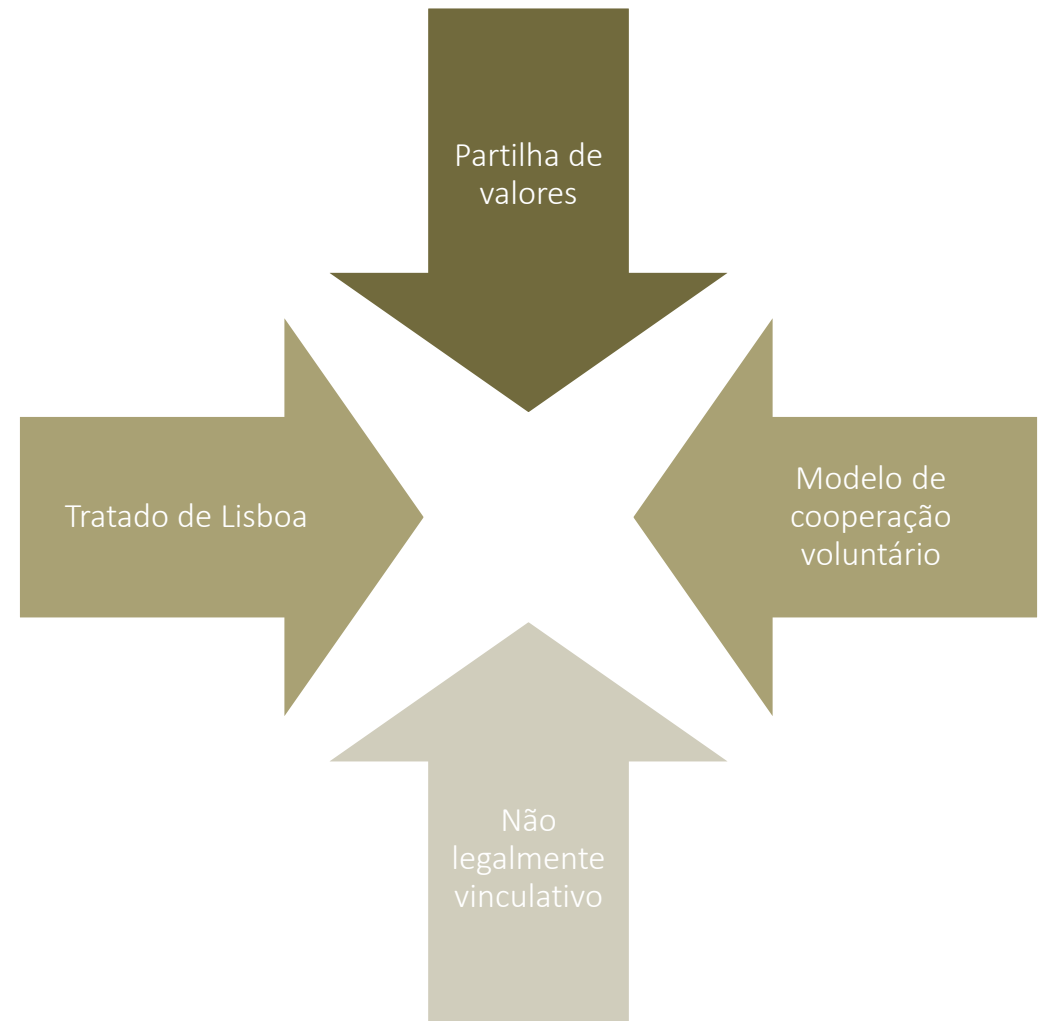 Partilha de
valores
Tratado de Lisboa
Modelo de
cooperação
voluntário
Não
legalmente
vinculativo